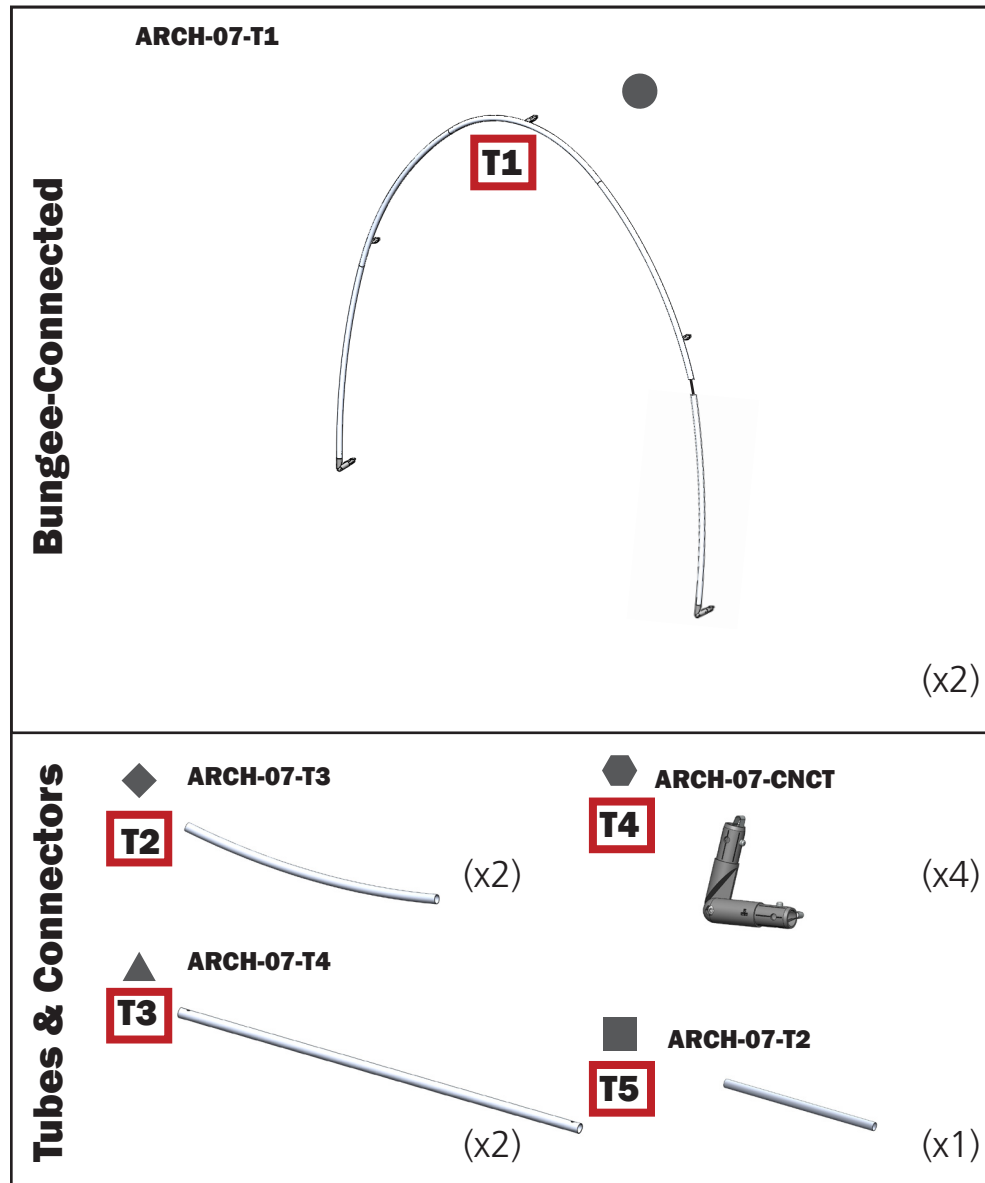 Bungee-Connected
ARCH-07-T1
T1
(x2)
Tubes & Connectors
ARCH-07-T3
T2
(x2)
ARCH-07-CNCT
T4
(x4)
ARCH-07-T4
T3
(x2)
ARCH-07-T2
T5
(x1)